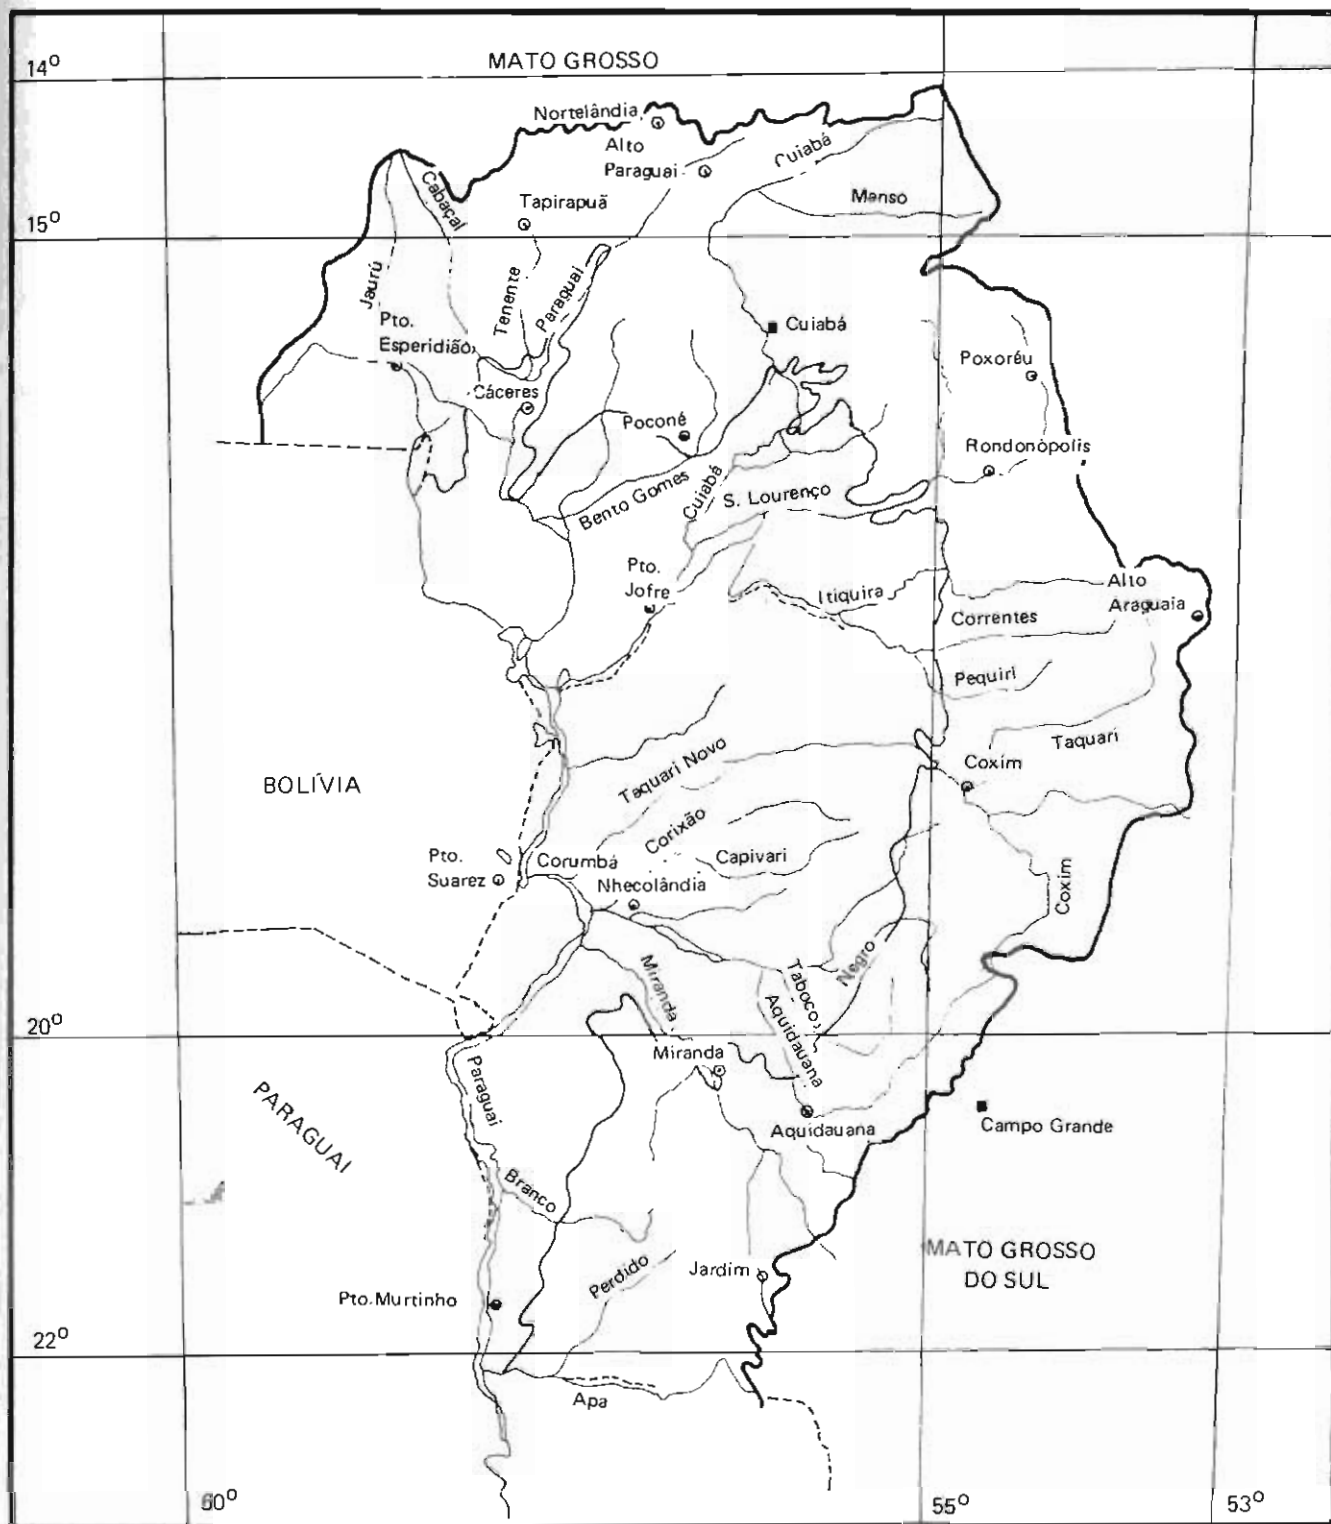 MATO GROSSO
14°
Nortelândia
Alto
Paraguai
Cuiabá
Cabaçal
Manso
Tapirapuã
15°
Jaurú
Tenente
Paraguai
Pto.
Esperidião
Cuiabá
Poxoréu
Cáceres
Poconé
Rondonópolis
Bento Gomes
Cuiabá
S. Lourenço
Pto.
Jofre
Itiquira
Alto
Araguaia
Correntes
Pequiri
Taquari
Taquari Novo
Coxim
BOLÍVIA
Corixão
Capivari
Pto.
Suarez
Corumbá
Nhecolândia
Coxim
Miranda
Taboco
Negro
Aquidauana
20°
Miranda
Paraguai
PARAGUAI
Aquidauana
Campo Grande
Branco
MATO GROSSO
DO SUL
Perdido
Jardim
Pto.Murtinho
22°
Apa
60°
55°
53°